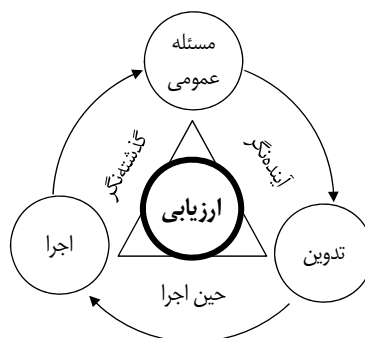 مسئله
عمومی
آینده‌نگر
گذشته‌نگر
ارزیابی
تدوین
اجرا
حین اجرا